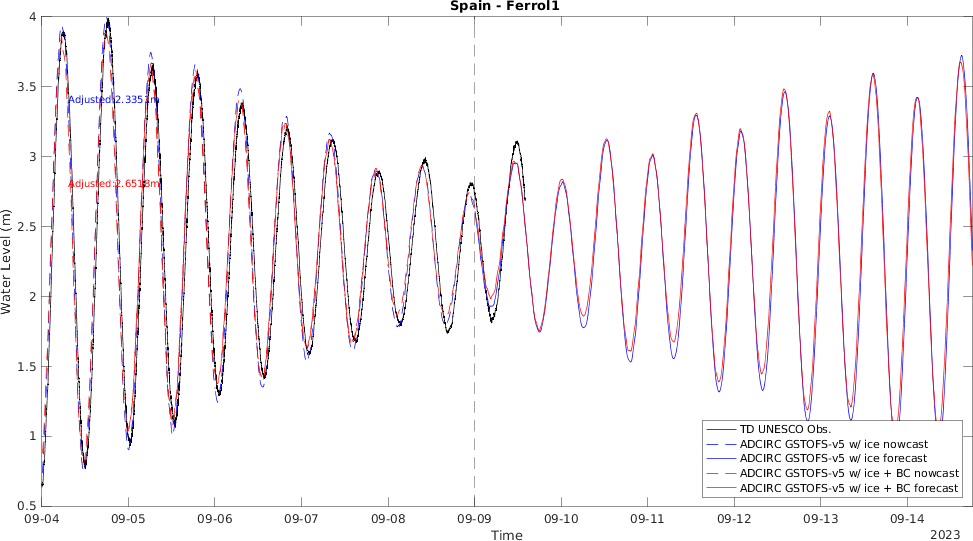 Spain - Ferrol1
4
3.5
3
2.5
2
1.5
1
0.5
Water Level (m)
Adjusted:2.3351m
Adjusted:2.6518m
TD UNESCO Obs.
ADCIRC GSTOFS-v5 w/ ice nowcast
ADCIRC GSTOFS-v5 w/ ice forecast
ADCIRC GSTOFS-v5 w/ ice + BC nowcast
ADCIRC GSTOFS-v5 w/ ice + BC forecast
09-04 09-05 09-06 09-07 09-08 09-09 09-10 09-11 09-12 09-13 09-14
Time
2023